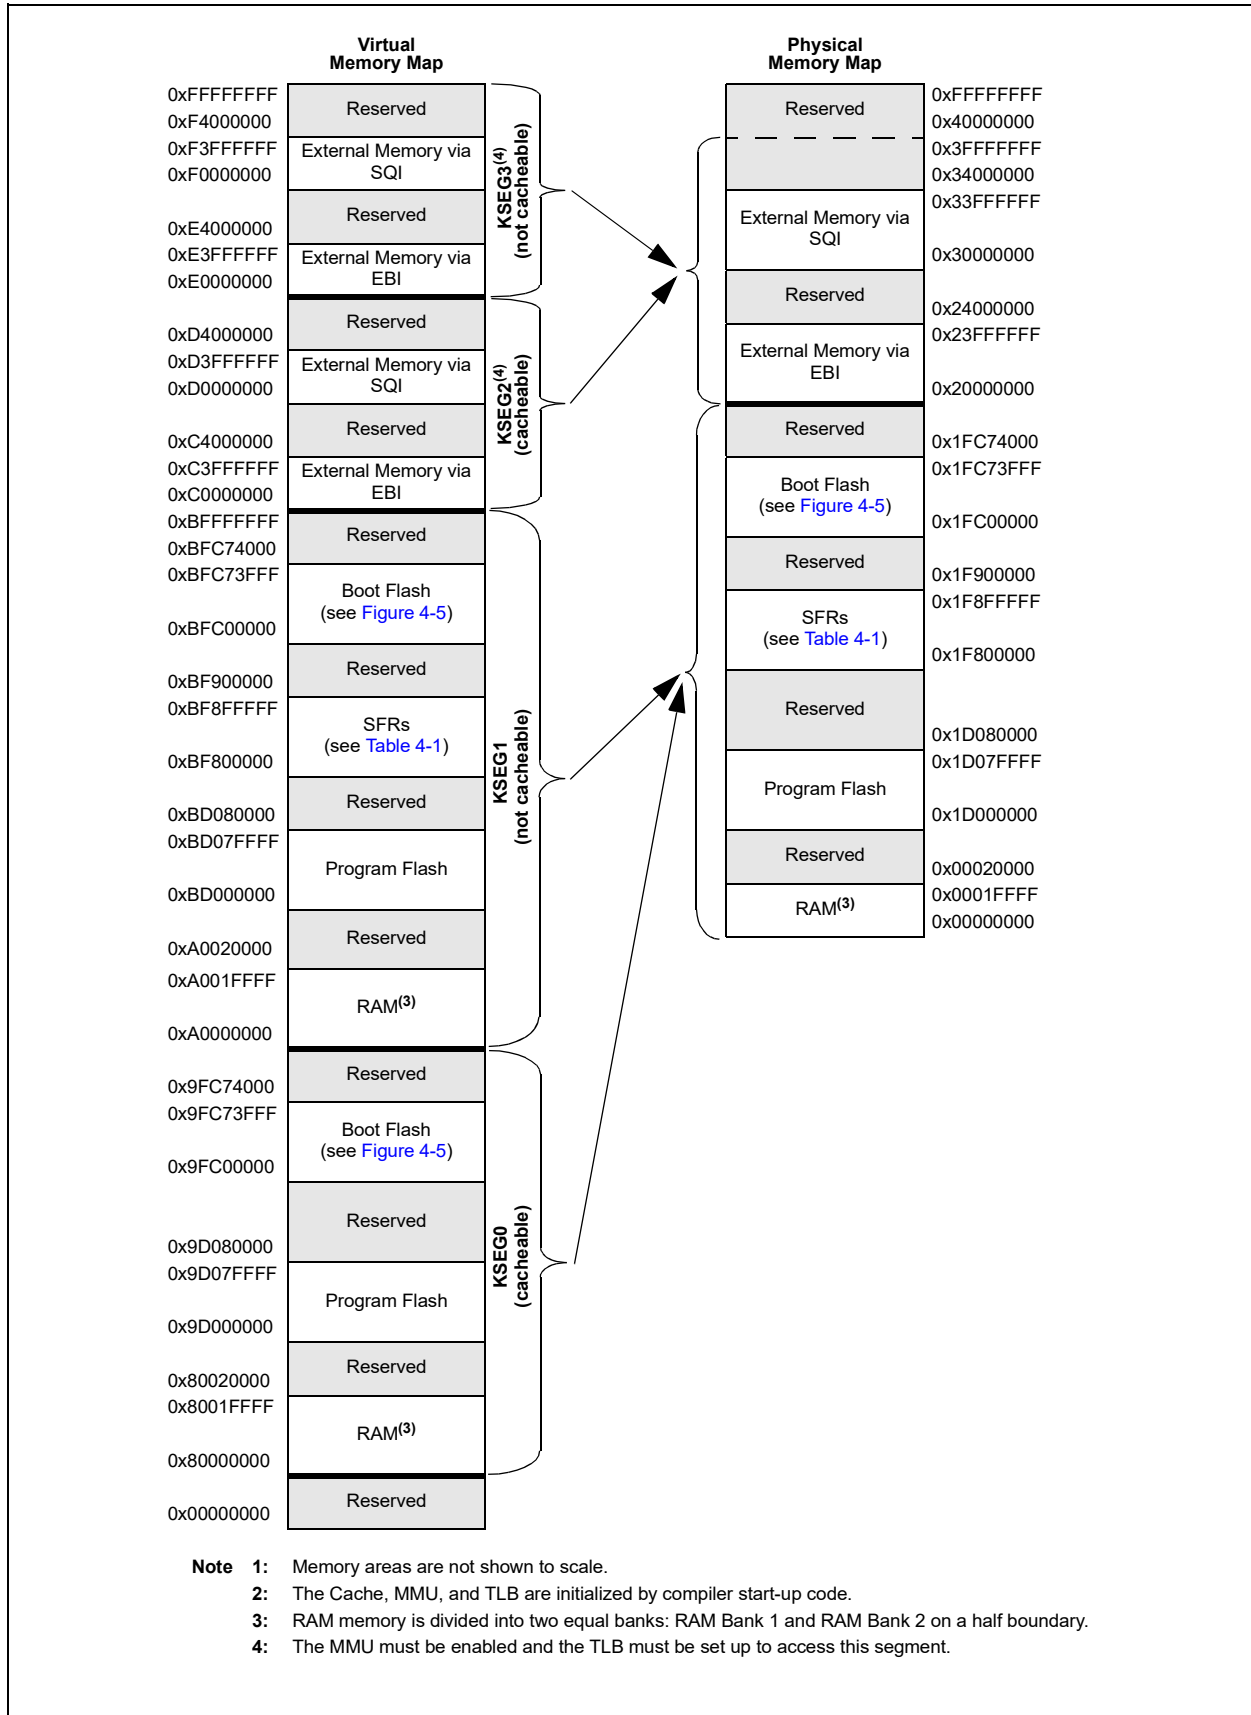 Virtual
Memory Map
0xFFFFFFFF
Reserved
0xF4000000
0xF3FFFFFF
External Memory via
SQI
0xF0000000
Reserved
0xE4000000
0xE3FFFFFF
External Memory via
EBI
0xE0000000
KSEG3(4)
(not cacheable)
Reserved
0xD4000000
0xD3FFFFFF
External Memory via
SQI
0xD0000000
Reserved
0xC4000000
0xC3FFFFFF
External Memory via
EBI
0xC0000000
KSEG2(4)
(cacheable)
0xBFFFFFFF
Reserved
0xBFC74000
0xBFC73FFF
Boot Flash
(see Figure 4-5)
0xBFC00000
Reserved
0xBF900000
0xBF8FFFFF
SFRs
(see Table 4-1)
0xBF800000
Reserved
0xBD080000
0xBD07FFFF
Program Flash
0xBD000000
Reserved
0xA0020000
0xA001FFFF
RAM(3)
0xA0000000
KSEG1
(not cacheable)
Reserved
0x9FC74000
0x9FC73FFF
Boot Flash
(see Figure 4-5)
0x9FC00000
Reserved
0x9D080000
0x9D07FFFF
Program Flash
0x9D000000
Reserved
0x80020000
0x8001FFFF
RAM(3)
0x80000000
KSEG0
(cacheable)
Reserved
0x00000000
Physical
Memory Map
0xFFFFFFFF
Reserved
0x40000000
0x3FFFFFFF
0x34000000
0x33FFFFFF
External Memory via
SQI
0x30000000
Reserved
0x24000000
0x23FFFFFF
External Memory via
EBI
0x20000000
Reserved
0x1FC74000
0x1FC73FFF
Boot Flash
(see Figure 4-5)
0x1FC00000
Reserved
0x1F900000
0x1F8FFFFF
SFRs
(see Table 4-1)
0x1F800000
Reserved
0x1D080000
0x1D07FFFF
Program Flash
0x1D000000
Reserved
0x00020000
0x0001FFFF
RAM(3)
0x00000000
Note 1: Memory areas are not shown to scale.
2: The Cache, MMU, and TLB are initialized by compiler start-up code.
3: RAM memory is divided into two equal banks: RAM Bank 1 and RAM Bank 2 on a half boundary.
4: The MMU must be enabled and the TLB must be set up to access this segment.